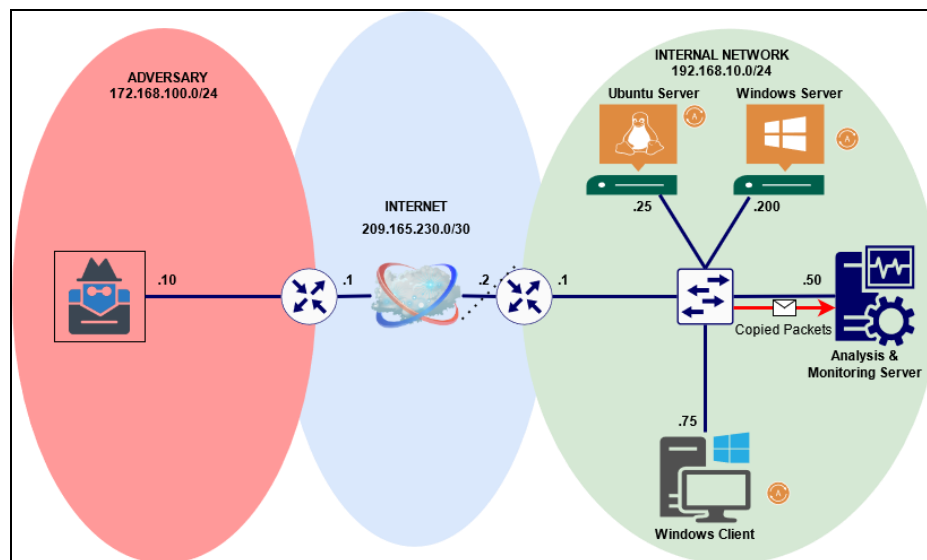 ADVERSARY
172.168.100.0/24
.10
.1
INTERNET
209.165.230.0/30
.2
.1
INTERNAL NETWORK
192.168.10.0/24
Ubuntu Server
A
.25
Windows Server
A
.200
.50
Copied Packets
Analysis &
Monitoring Server
.75
A
Windows Client